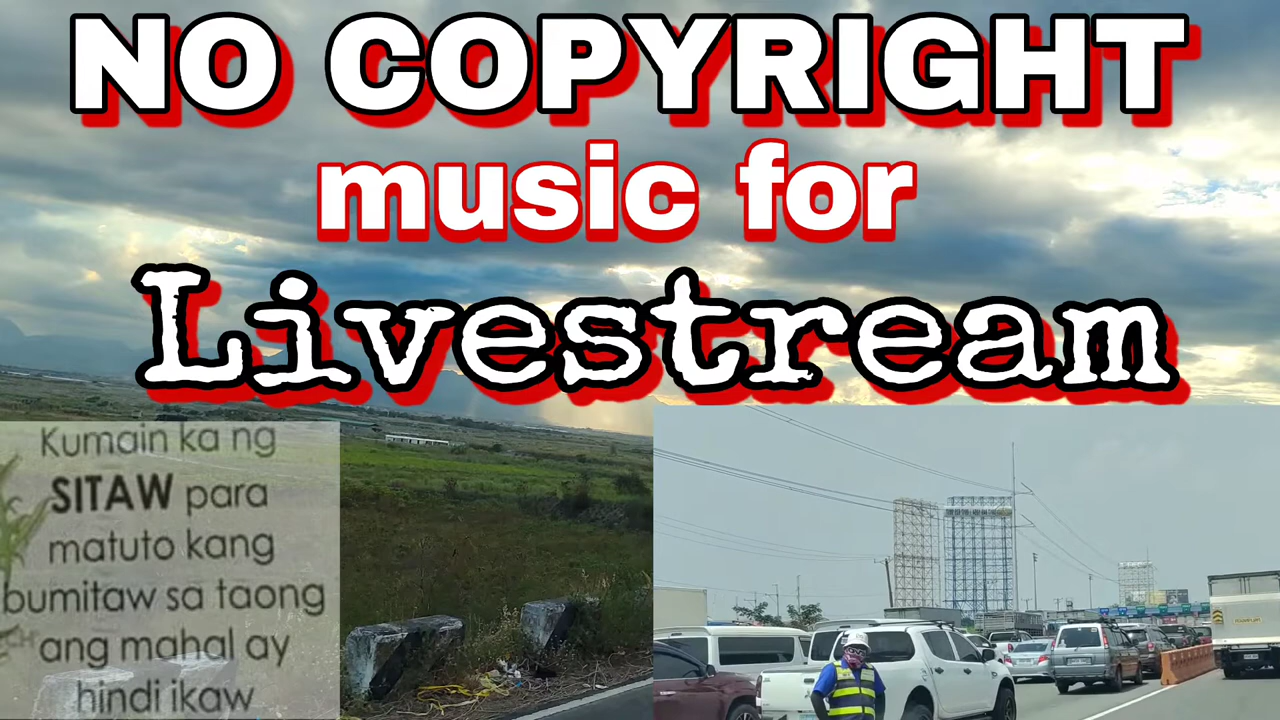 NO COPYRIGHT
music for
Livestream
Kumain ka ng
SITAW para
matuto kang
bumitaw sa taong
ang mahal ay
hindi ikaw